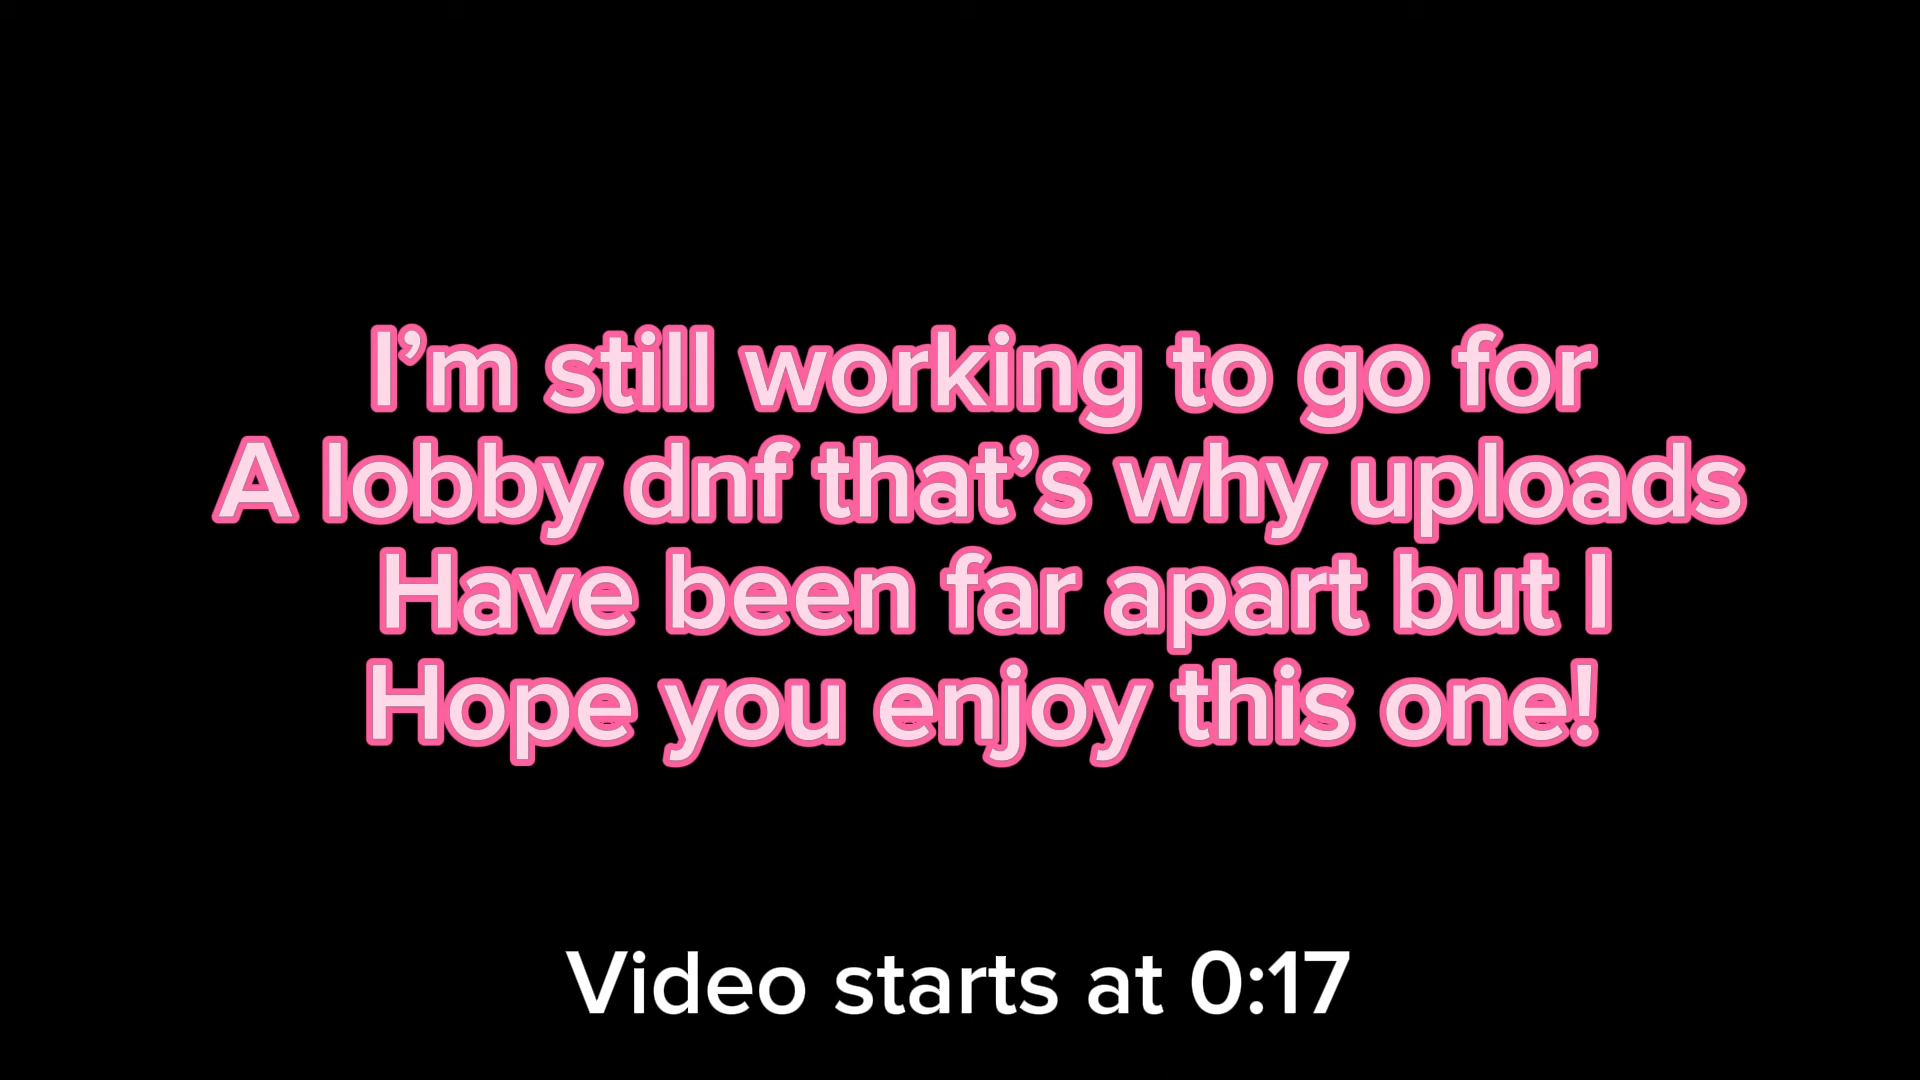 I’m still working to go for
A lobby dnf that’s why uploads
Have been far apart but I
Hope you enjoy this one!
Video starts at 0:17